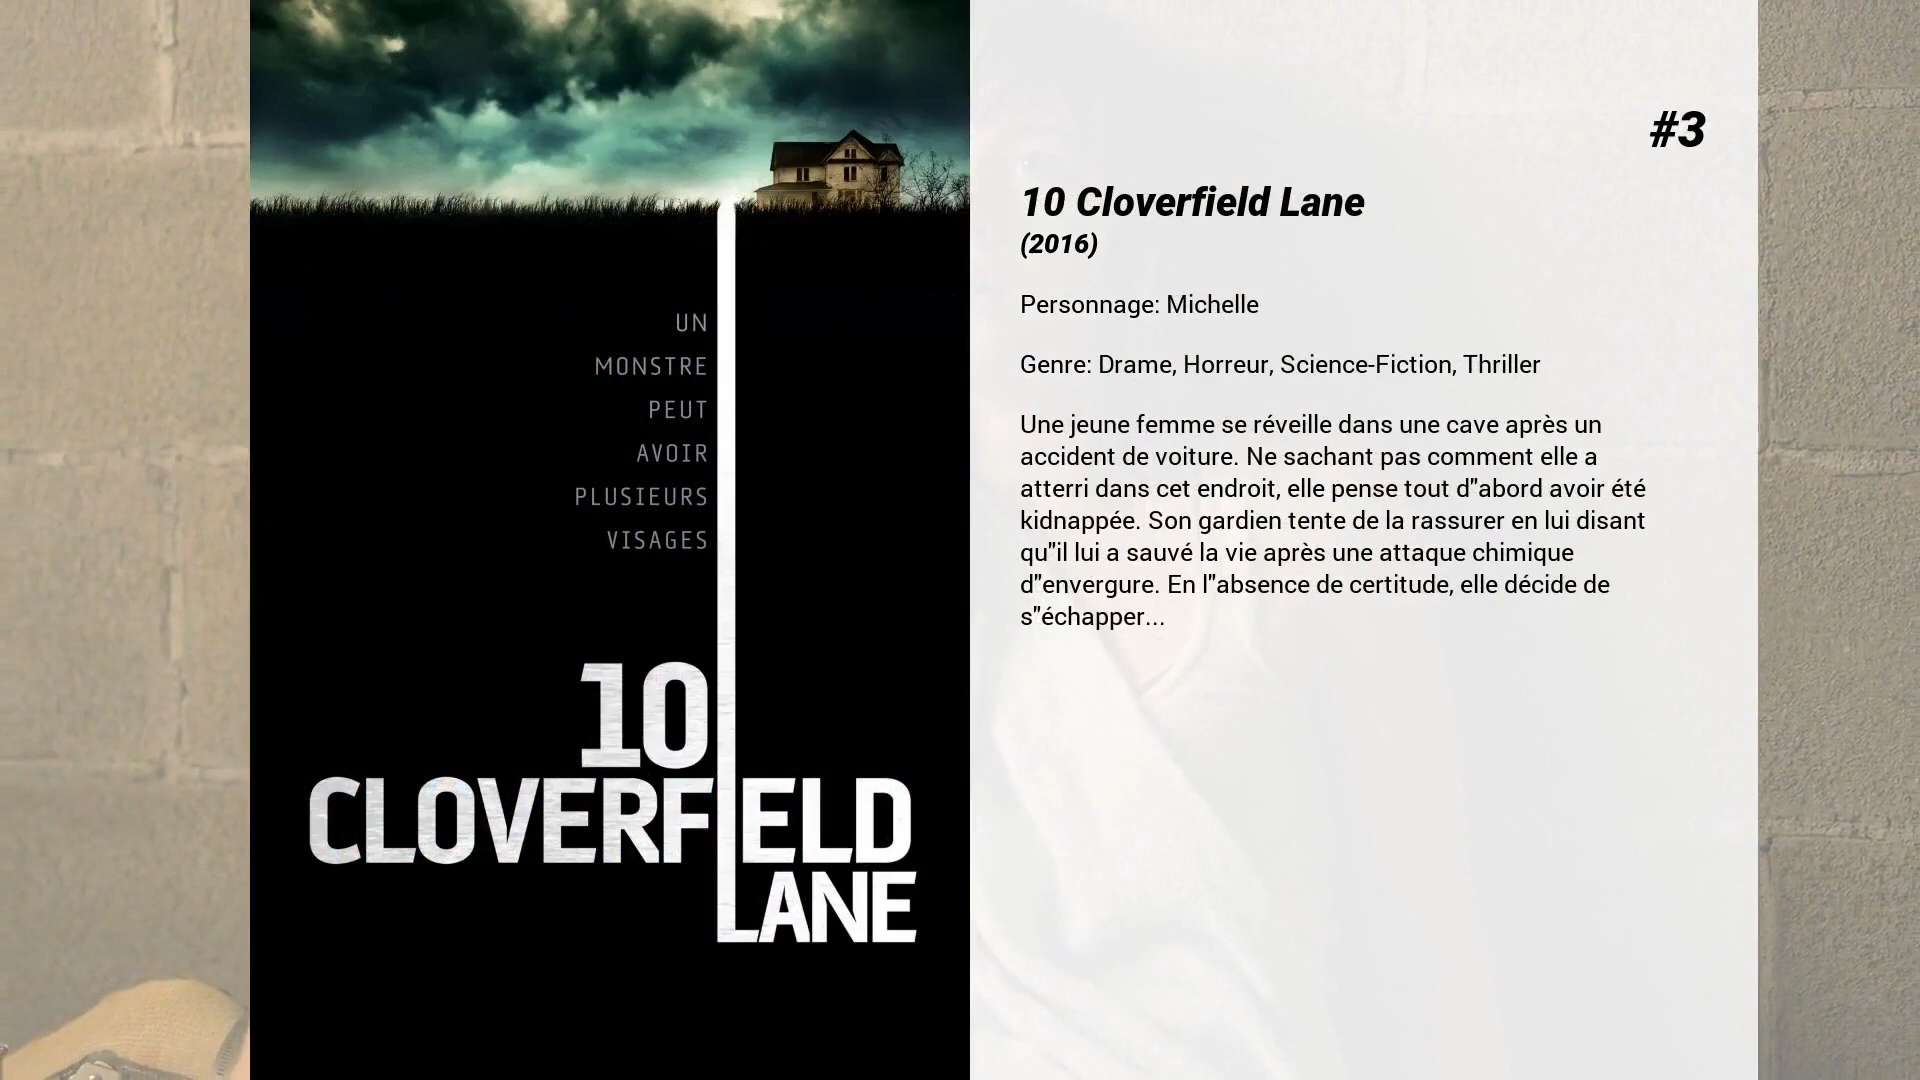 UN
MONSTRE
PEUT
AVOIR
PLUSIEURS
VISAGES
10
CLOVERFIELD
LANE
#3
10 Cloverfield Lane
(2016)
Personnage: Michelle
Genre: Drame, Horreur, Science-Fiction, Thriller
Une jeune femme se réveille dans une cave après un
accident de voiture. Ne sachant pas comment elle a
atterri dans cet endroit, elle pense tout d"abord avoir été
kidnappée. Son gardien tente de la rassurer en lui disant
qu"il lui a sauvé la vie après une attaque chimique
d"envergure. En l"absence de certitude, elle décide de
s"échapper...